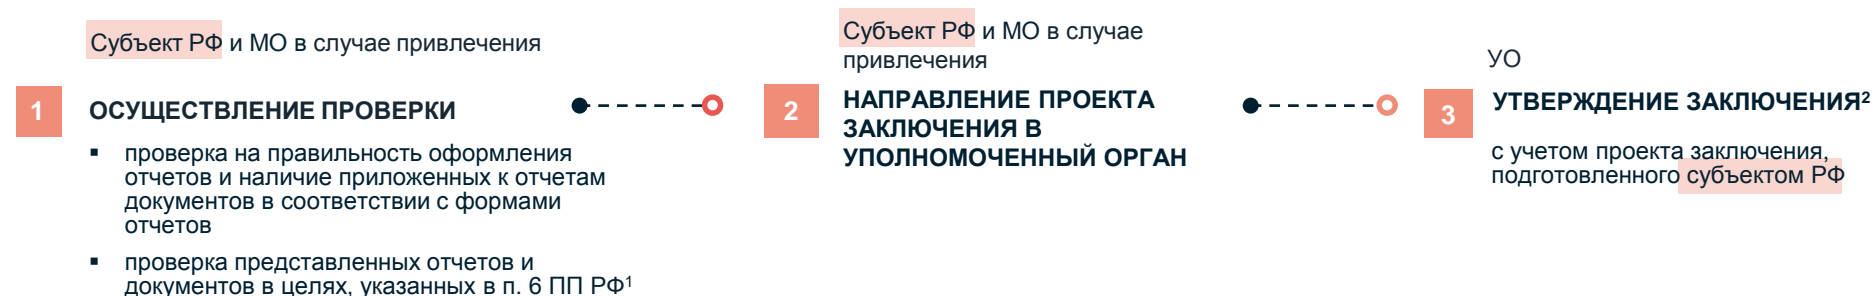 Субъект РФ и МО в случае привлечения
1
ОСУЩЕСТВЛЕНИЕ ПРОВЕРКИ
▪ проверка на правильность оформления
отчетов и наличие приложенных к отчетам
документов в соответствии с формами
отчетов
▪ проверка представленных отчетов и
документов в целях, указанных в п. 6 ПП РФ¹
Субъект РФ и МО в случае
привлечения
2
НАПРАВЛЕНИЕ ПРОЕКТА
ЗАКЛЮЧЕНИЯ В
УПОЛНОМОЧЕННЫЙ ОРГАН
УО
3
УТВЕРЖДЕНИЕ ЗАКЛЮЧЕНИЯ²
с учетом проекта заключения,
подготовленного субъектом РФ